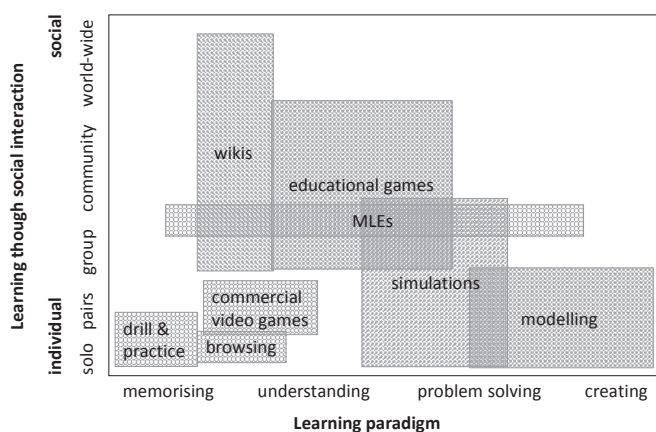 social
world-wide
community
group
pairs
individual
solo
Learning though social interaction
wikis
educational games
MLEs
simulations
commercial
video games
modelling
drill &
practice
browsing
memorising
understanding
problem solving
creating
Learning paradigm